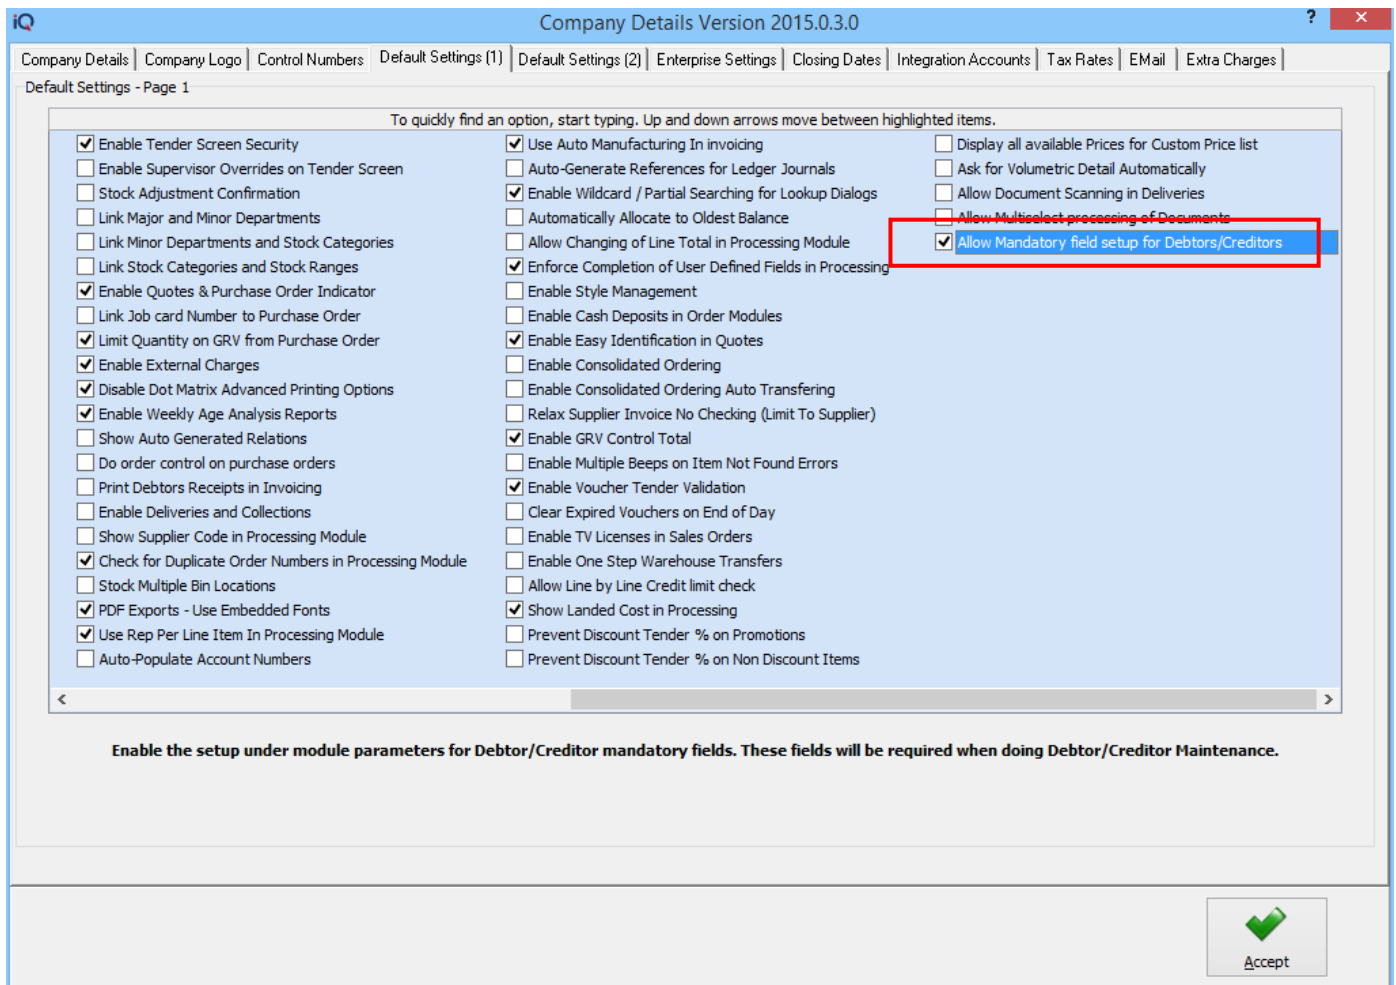 iQ
Company Details Version 2015.0.3.0
?
Company Details
Company Logo
Control Numbers
Default Settings (1)
Default Settings (2)
Enterprise Settings
Closing Dates
Integration Accounts
Tax Rates
EMail
Extra Charges
Default Settings - Page 1
To quickly find an option, start typing. Up and down arrows move between highlighted items.
Enable Tender Screen Security
Enable Supervisor Overrides on Tender Screen
Stock Adjustment Confirmation
Link Major and Minor Departments
Link Minor Departments and Stock Categories
Link Stock Categories and Stock Ranges
Enable Quotes & Purchase Order Indicator
Link Job card Number to Purchase Order
Limit Quantity on GRV from Purchase Order
Enable External Charges
Disable Dot Matrix Advanced Printing Options
Enable Weekly Age Analysis Reports
Show Auto Generated Relations
Do order control on purchase orders
Print Debtors Receipts in Invoicing
Enable Deliveries and Collections
Show Supplier Code in Processing Module
Check for Duplicate Order Numbers in Processing Module
Stock Multiple Bin Locations
PDF Exports - Use Embedded Fonts
Use Rep Per Line Item In Processing Module
Auto-Populate Account Numbers
Use Auto Manufacturing In invoicing
Auto-Generate References for Ledger Journals
Enable Wildcard / Partial Searching for Lookup Dialogs
Automatically Allocate to Oldest Balance
Allow Changing of Line Total in Processing Module
Enforce Completion of User Defined Fields in Processing
Enable Style Management
Enable Cash Deposits in Order Modules
Enable Easy Identification in Quotes
Enable Consolidated Ordering
Enable Consolidated Ordering Auto Transfering
Relax Supplier Invoice No Checking (Limit To Supplier)
Enable GRV Control Total
Enable Multiple Beeps on Item Not Found Errors
Enable Voucher Tender Validation
Clear Expired Vouchers on End of Day
Enable TV Licenses in Sales Orders
Enable One Step Warehouse Transfers
Allow Line by Line Credit limit check
Show Landed Cost in Processing
Prevent Discount Tender % on Promotions
Prevent Discount Tender % on Non Discount Items
Display all available Prices for Custom Price list
Ask for Volumetric Detail Automatically
Allow Document Scanning in Deliveries
Allow Multiselect processing of Documents
Allow Mandatory field setup for Debtors/Creditors
Enable the setup under module parameters for Debtor/Creditor mandatory fields. These fields will be required when doing Debtor/Creditor Maintenance.
Accept